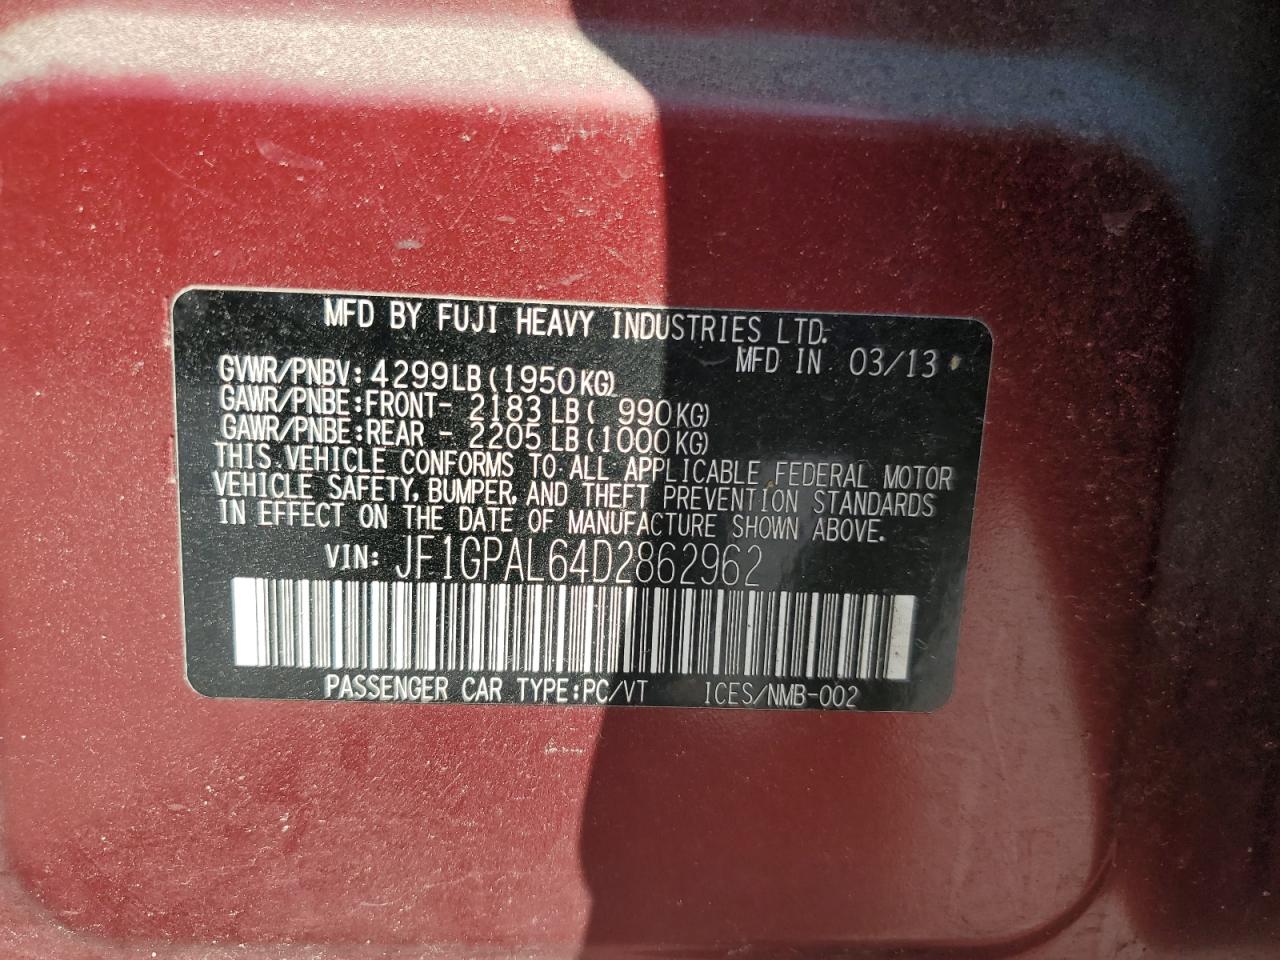 MFD BY FUJI HEAVY INDUSTRIES LTD.
MFD IN 03/13
GVWR/PNBV: 4299LB (1950KG)
GAWR/PNBE:FRONT- 2183 LB ( 990KG)
GAWR/PNBE:REAR - 2205 LB (1000KG)
THIS VEHICLE CONFORMS TO ALL APPLICABLE FEDERAL MOTOR
VEHICLE SAFETY, BUMPER, AND THEFT PREVENTION STANDARDS
IN EFFECT ON THE DATE OF MANUFACTURE SHOWN ABOVE.
VIN: JF1GPAL64D2862962
PASSENGER CAR TYPE:PC/VT ICES/NMB-002